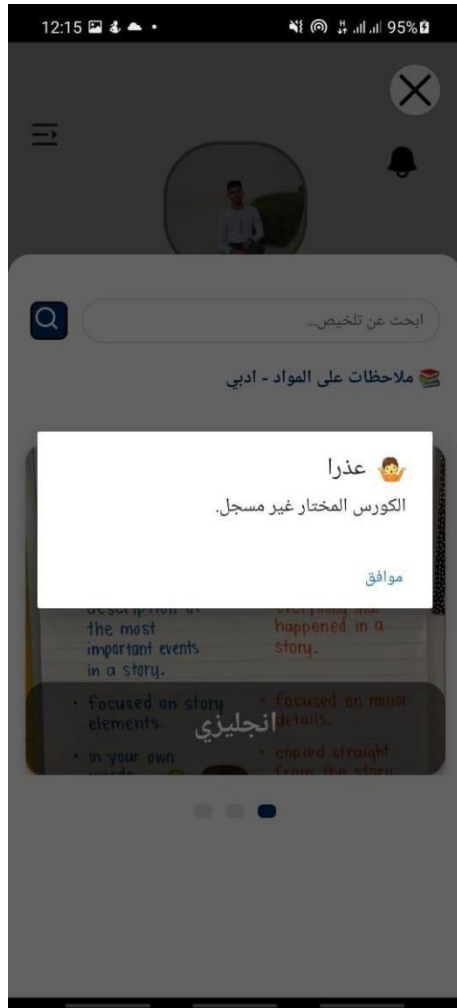 12:15
95%
ابحث عن تلخيص...
📚 ملاحظات على المواد - ادبي
🤷 عذرا
الكورس المختار غير مسجل.
موافق
description of
the most
important events
in a story.
• focused on story
elements.
• in your own
words
everything that
happened in a
story.
• focused on minor
details.
• copied straight
from the story
انجليزي